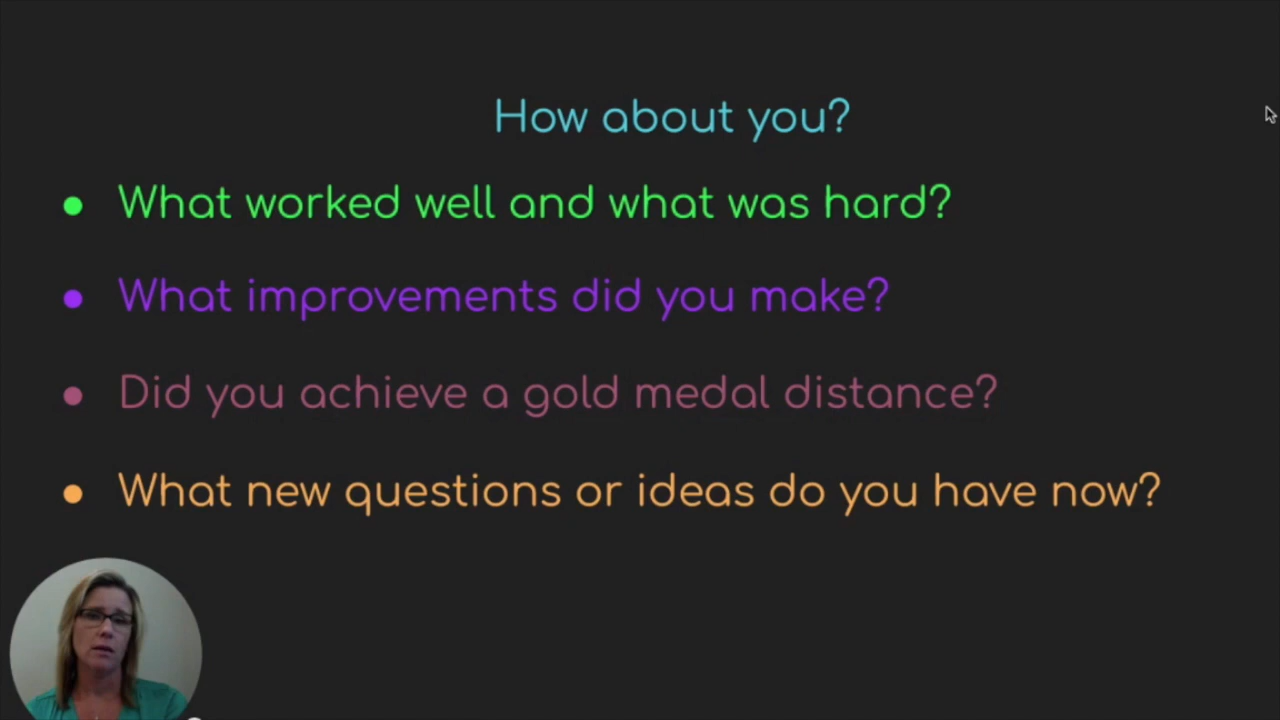 How about you?
What worked well and what was hard?
What improvements did you make?
Did you achieve a gold medal distance?
What new questions or ideas do you have now?